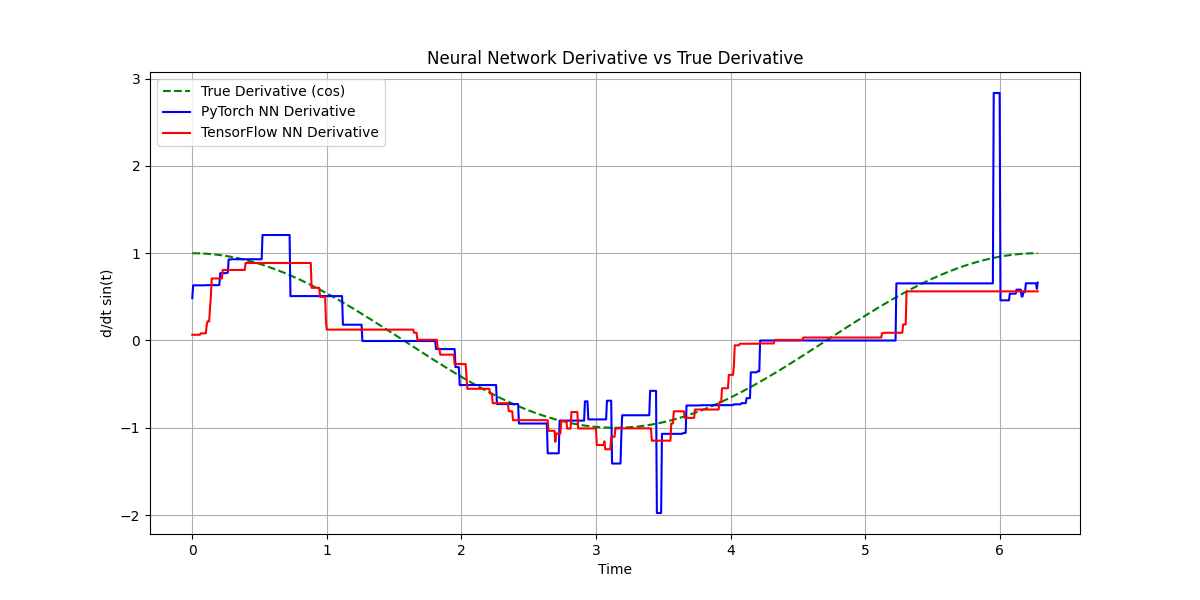 Neural Network Derivative vs True Derivative
True Derivative (cos)
PyTorch NN Derivative
TensorFlow NN Derivative
d/dt sin(t)
3
2
1
0
−1
−2
0 1 2 3 4 5 6
Time